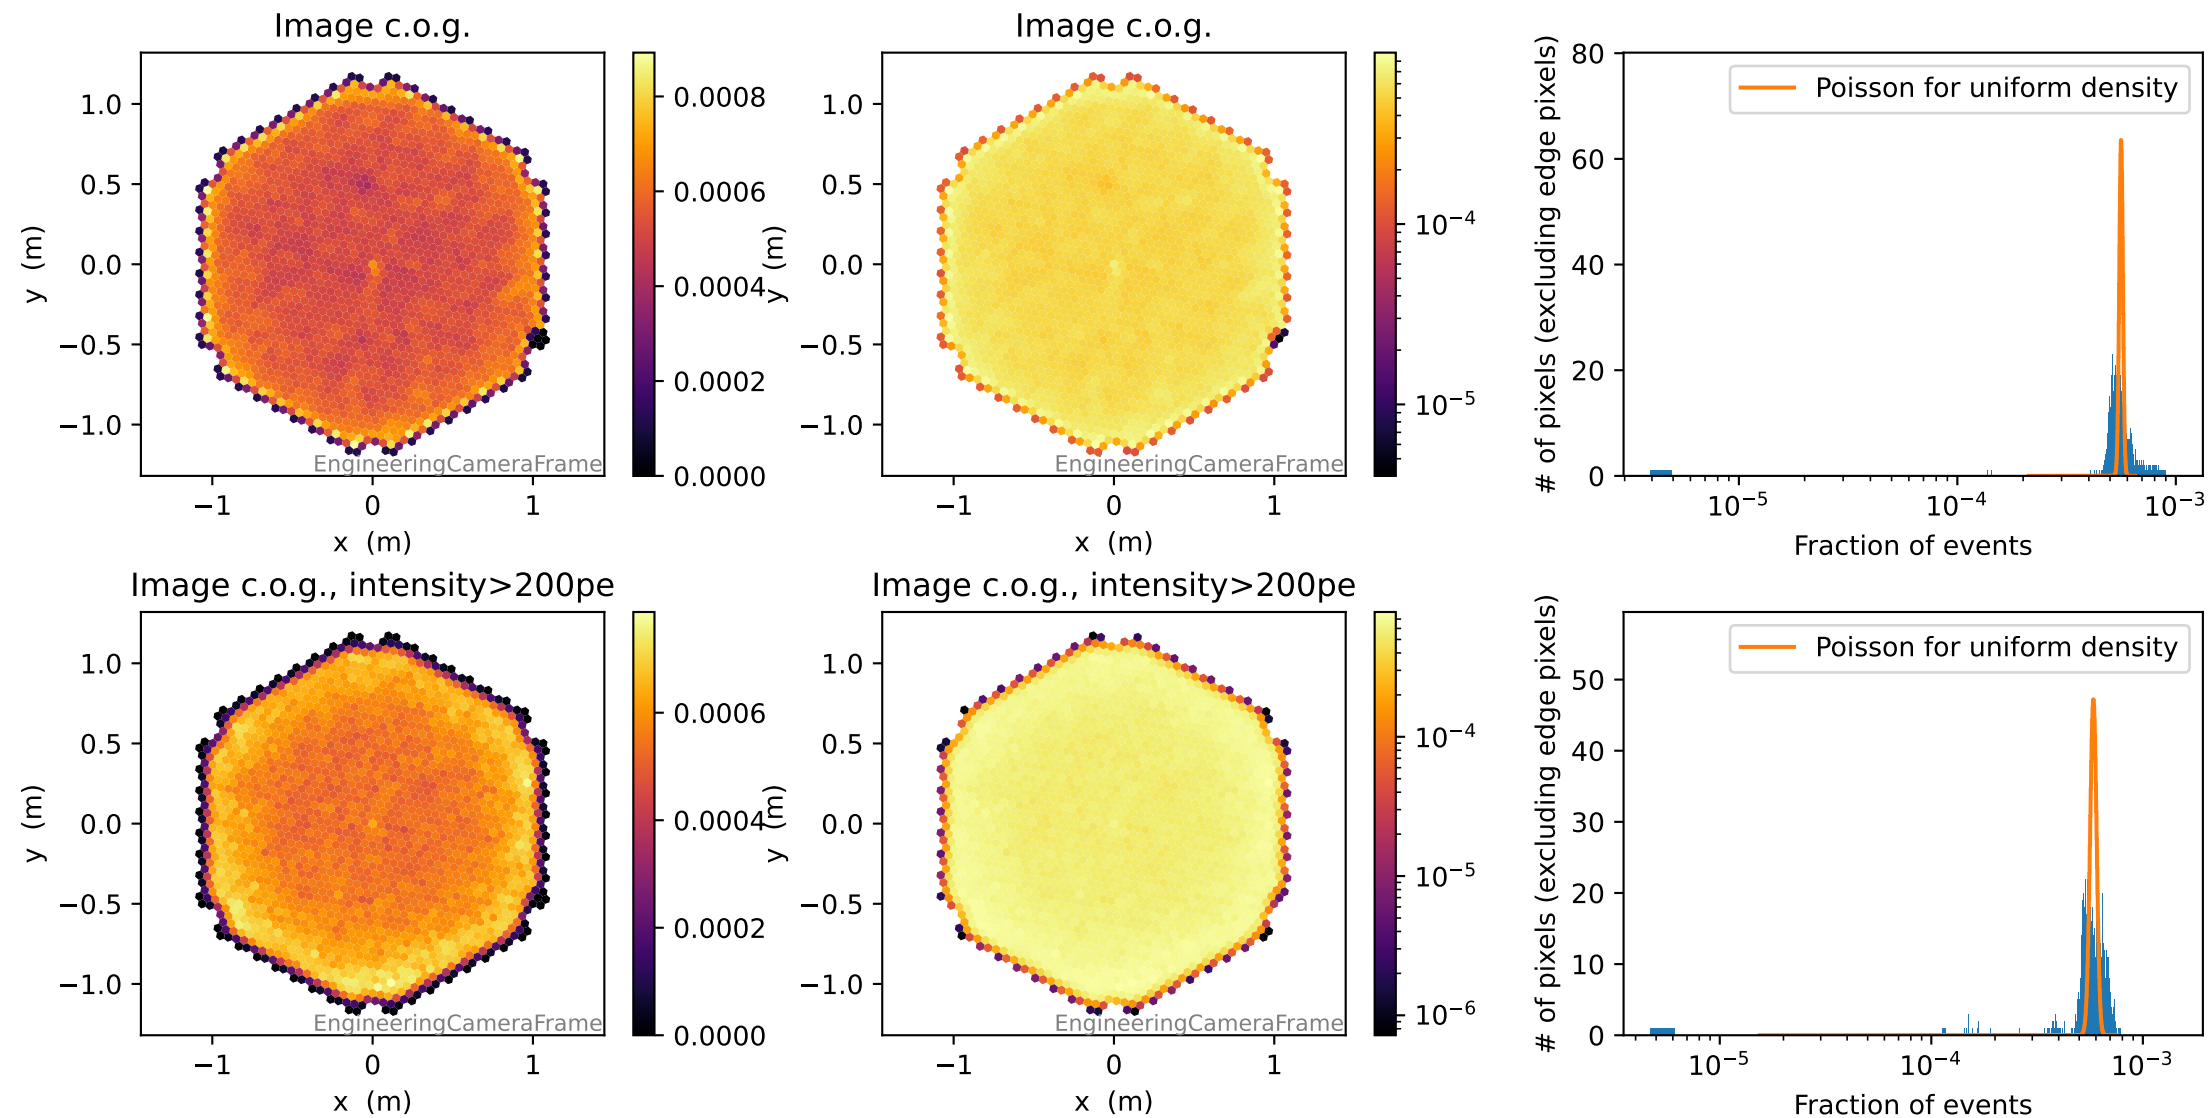 Image c.o.g.
1.0
0.5
0.0
−0.5
−1.0
y (m)
−1
0
1
x (m)
EngineeringCameraFrame
0.0008
0.0006
0.0004
0.0002
0.0000
Image c.o.g.
1.0
0.5
0.0
−0.5
−1.0
y (m)
−1
0
1
x (m)
EngineeringCameraFrame
10⁻⁴
10⁻⁵
# of pixels (excluding edge pixels)
80
60
40
20
0
Poisson for uniform density
10⁻⁵
10⁻⁴
10⁻³
Fraction of events
Image c.o.g., intensity>200pe
1.0
0.5
0.0
−0.5
−1.0
y (m)
−1
0
1
x (m)
EngineeringCameraFrame
0.0006
0.0004
0.0002
0.0000
Image c.o.g., intensity>200pe
1.0
0.5
0.0
−0.5
−1.0
y (m)
−1
0
1
x (m)
EngineeringCameraFrame
10⁻⁴
10⁻⁵
10⁻⁶
# of pixels (excluding edge pixels)
50
40
30
20
10
0
Poisson for uniform density
10⁻⁵
10⁻⁴
10⁻³
Fraction of events